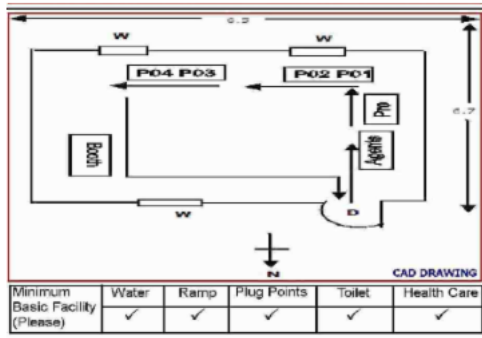 W
W
P04 P03
P02 P01
Pro
Agents
Booth
W
D
N
CAD DRAWING
Minimum Basic Facility (Please)
Water
Ramp
Plug Points
Toilet
Health Care
✓
✓
✓
✓
✓